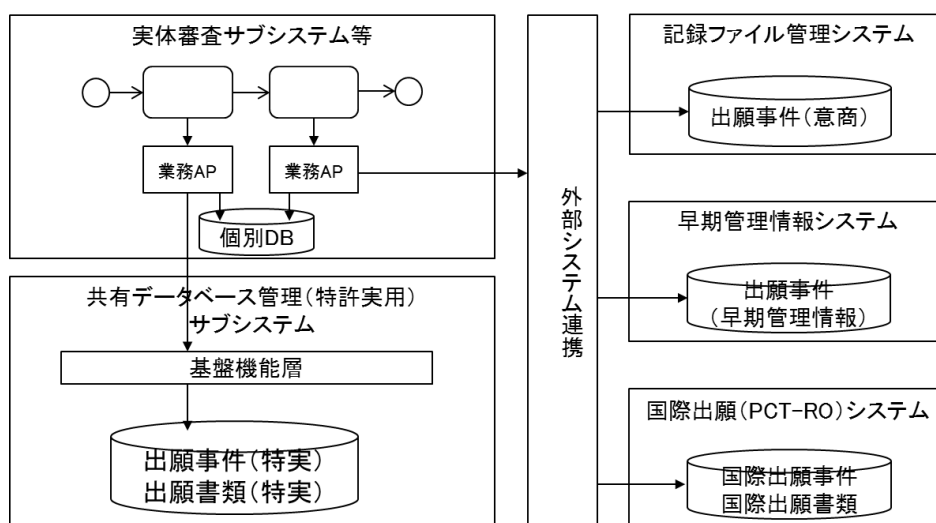 実体審査サブシステム等
業務AP
業務AP
個別DB
共有データベース管理(特許実用)
サブシステム
基盤機能層
出願事件(特実)
出願書類(特実)
外部システム連携
記録ファイル管理システム
出願事件(意商)
早期管理情報システム
出願事件
(早期管理情報)
国際出願(PCT-RO)システム
国際出願事件
国際出願書類